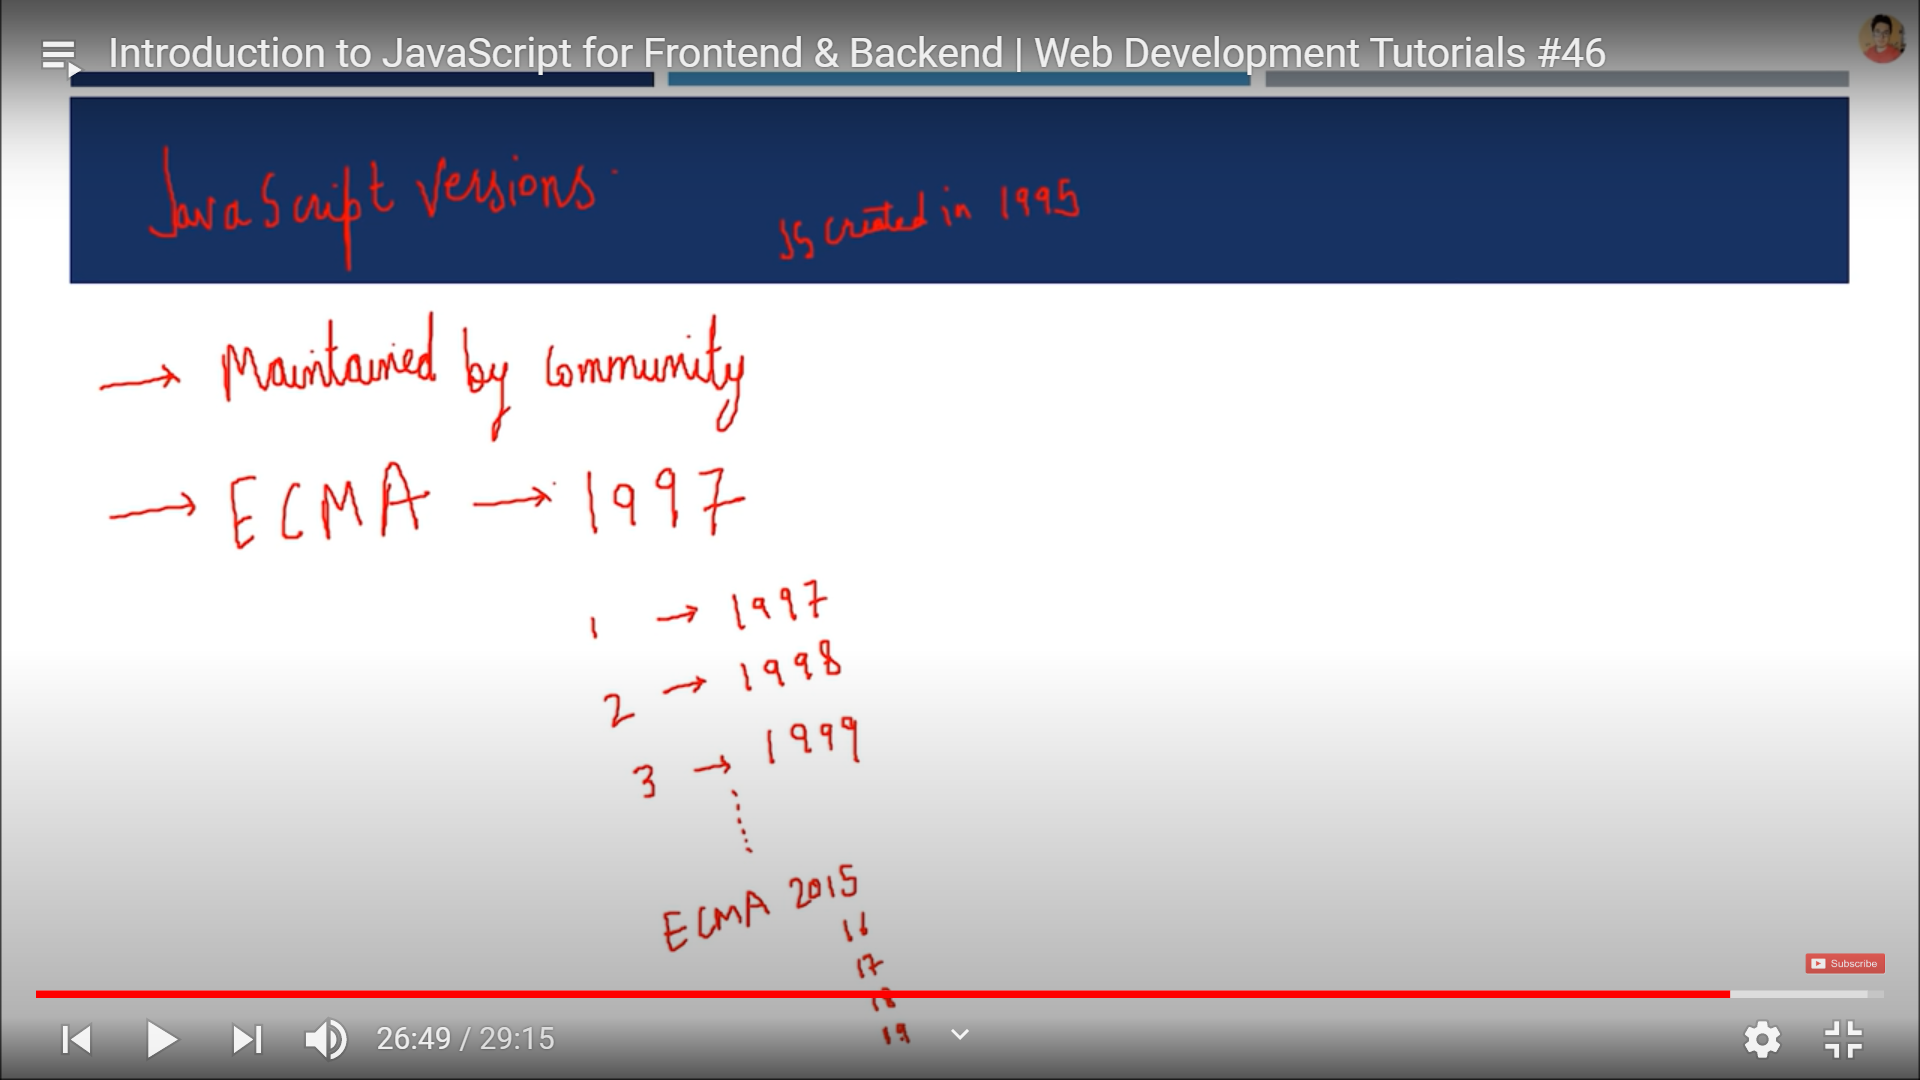 Introduction to JavaScript for Frontend & Backend | Web Development Tutorials #46
JavaScript versions.
JS created in 1995
→ Maintained by community
→ ECMA → 1997
1 → 1997
2 → 1998
3 → 1999
ECMA 2015
16
17
18
19
Subscribe
26:49 / 29:15